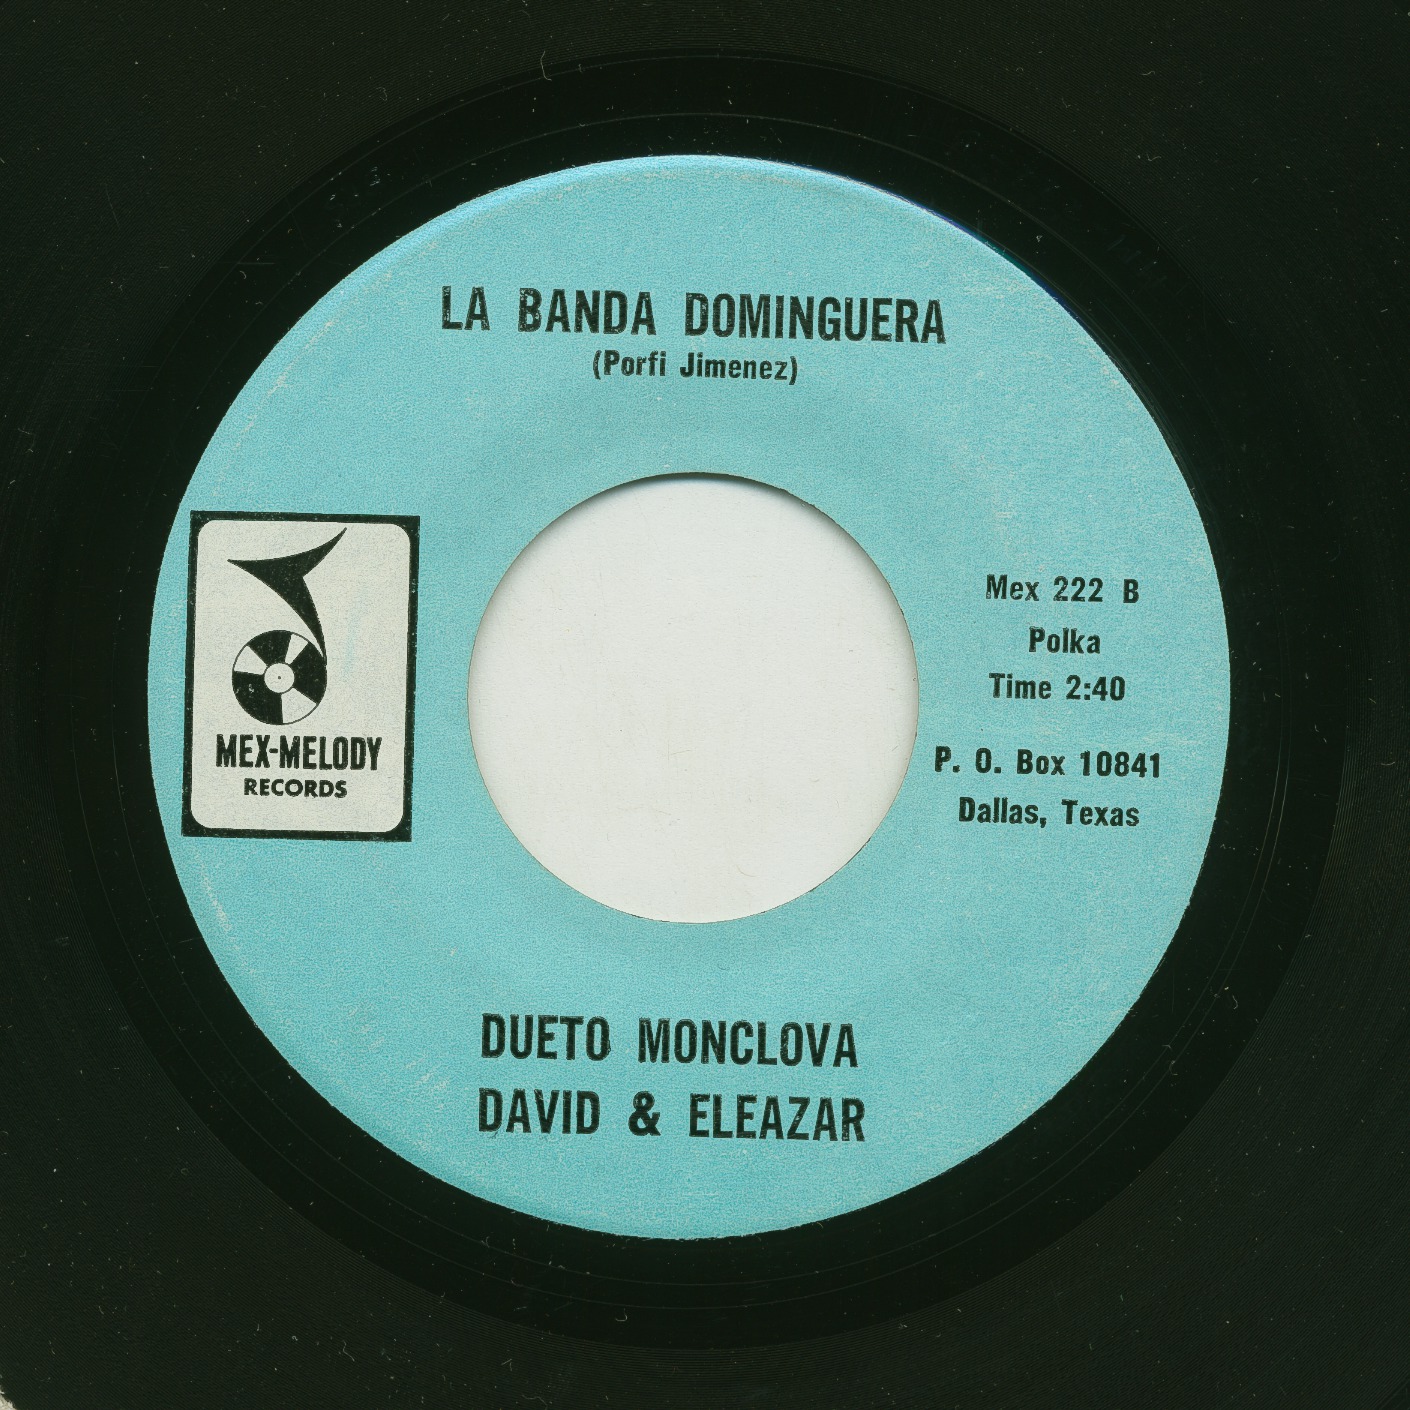 LA BANDA DOMINGUERA
(Porfi Jimenez)
MEX-MELODY
RECORDS
Mex 222 B
Polka
Time 2:40
P. O. Box 10841
Dallas, Texas
DUETO MONCLOVA
DAVID & ELEAZAR